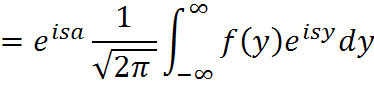 = e^{isa} \frac{1}{\sqrt{2\pi}} \int_{-\infty}^{\infty} f(y)e^{isy}dy